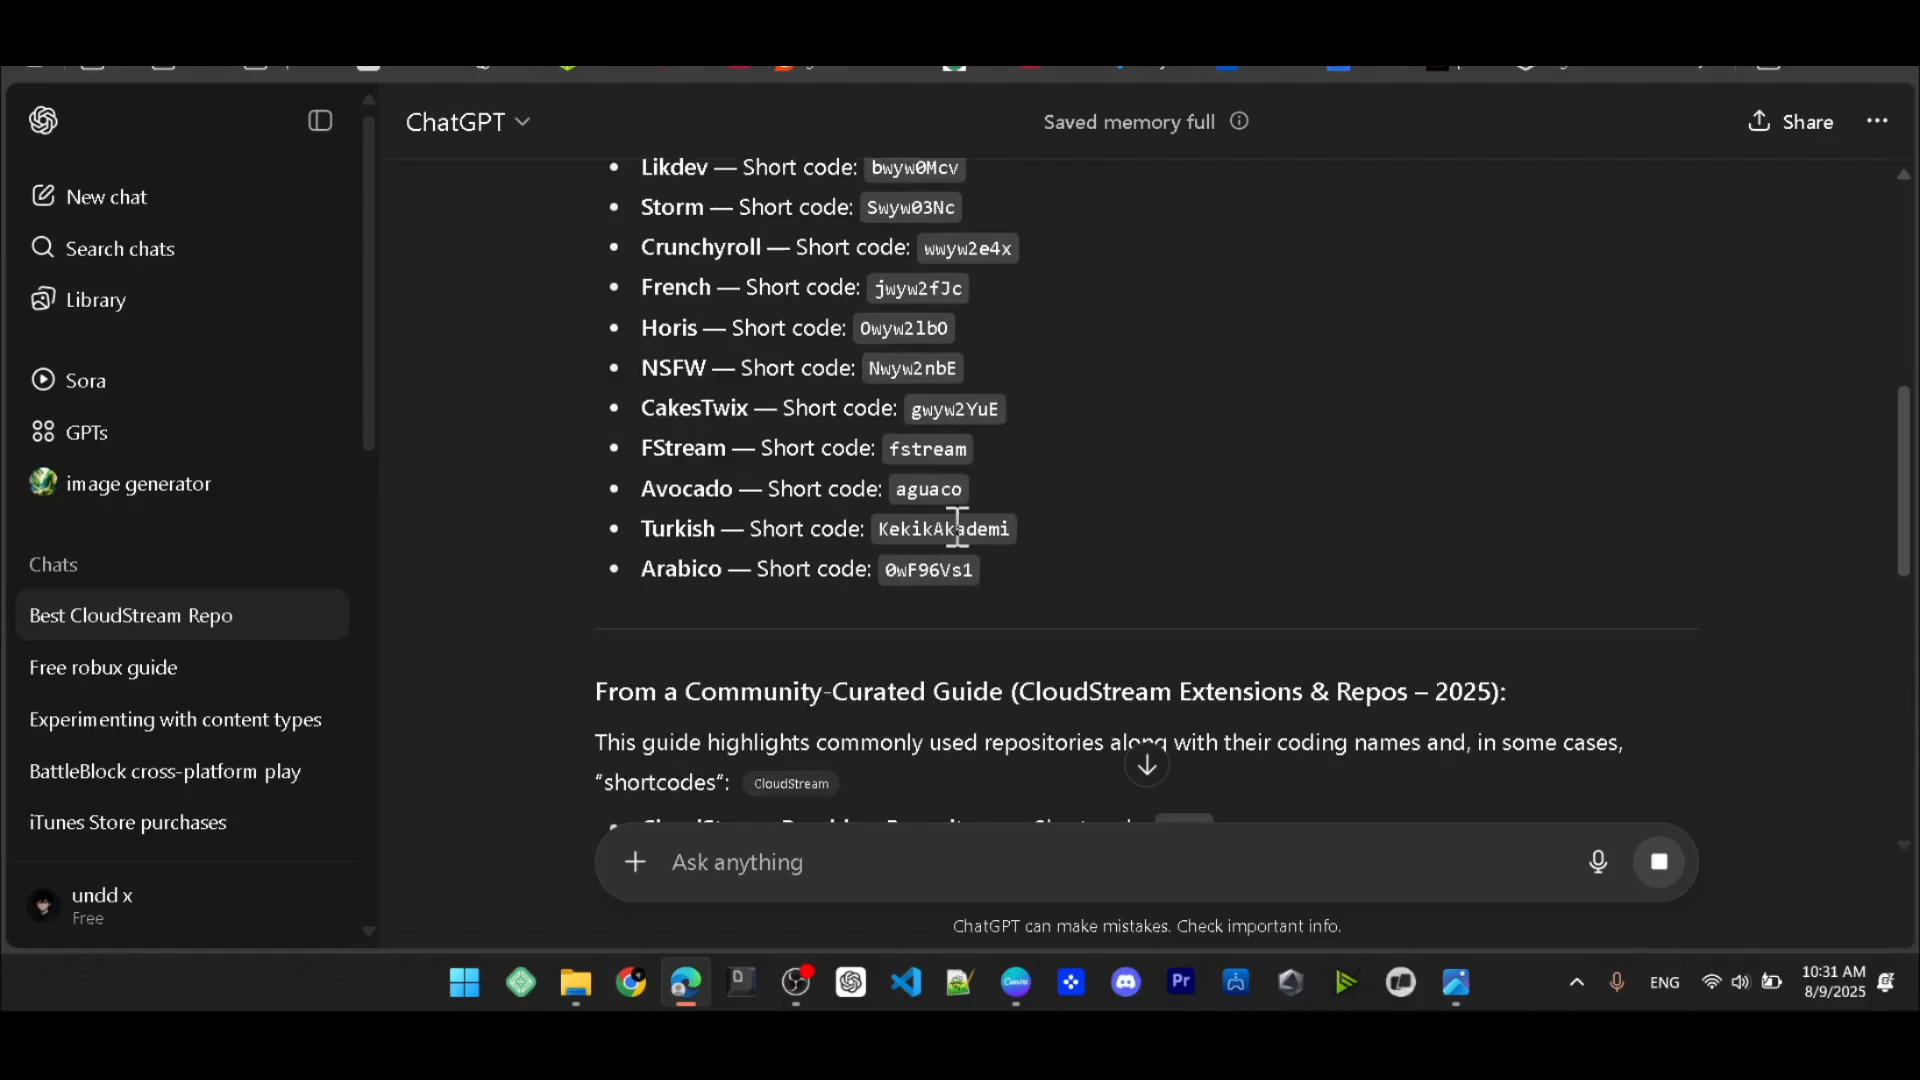 ChatGPT
Saved memory full
Share
New chat
Search chats
Library
Sora
GPTs
image generator
Chats
Best CloudStream Repo
Free robux guide
Experimenting with content types
BattleBlock cross-platform play
iTunes Store purchases
undd x
Free
• Likdev — Short code: bwyw0Mcv
• Storm — Short code: Swyw03Nc
• Crunchyroll — Short code: wwyw2e4x
• French — Short code: jwyw2fJc
• Horis — Short code: Owyw2lbO
• NSFW — Short code: Nwyw2nbE
• CakesTwix — Short code: gwyw2YuE
• FStream — Short code: fstream
• Avocado — Short code: aguaco
• Turkish — Short code: KekikAkademi
• Arabico — Short code: 0wF96Vs1
From a Community-Curated Guide (CloudStream Extensions & Repos – 2025):
This guide highlights commonly used repositories along with their coding names and, in some cases,
“shortcodes”: CloudStream
Ask anything
ChatGPT can make mistakes. Check important info.
Canva
Pr
ENG
10:31 AM
8/9/2025